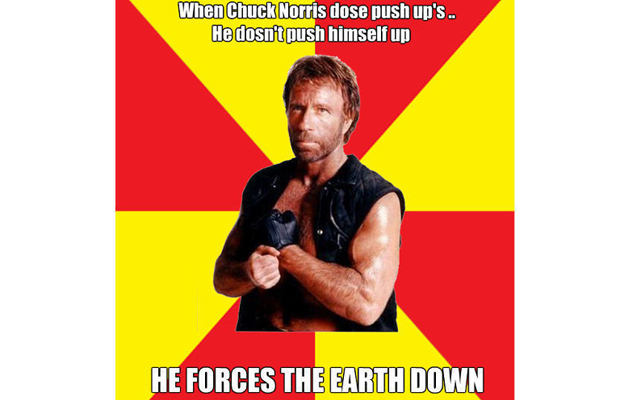 When Chuck Norris dose push up's ..
He dosn't push himself up
HE FORCES THE EARTH DOWN